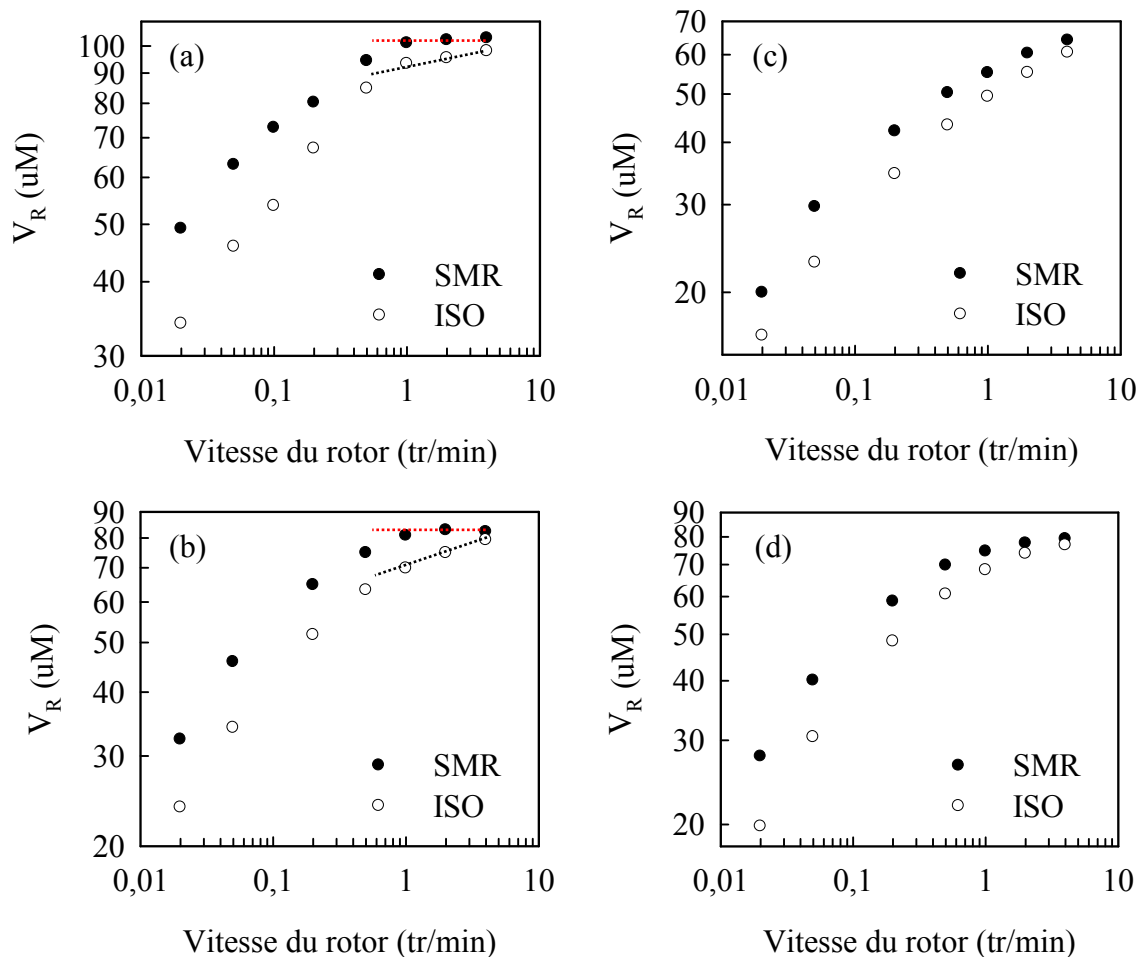 (a)
100
90
80
70
60
50
40
30
V_R (uM)
SMR
ISO
0,01
0,1
1
10
Vitesse du rotor (tr/min)
(c)
70
60
50
40
30
20
V_R (uM)
SMR
ISO
0,01
0,1
1
10
Vitesse du rotor (tr/min)
(b)
90
80
70
60
50
40
30
20
V_R (uM)
SMR
ISO
0,01
0,1
1
10
Vitesse du rotor (tr/min)
(d)
90
80
70
60
50
40
30
20
V_R (uM)
SMR
ISO
0,01
0,1
1
10
Vitesse du rotor (tr/min)